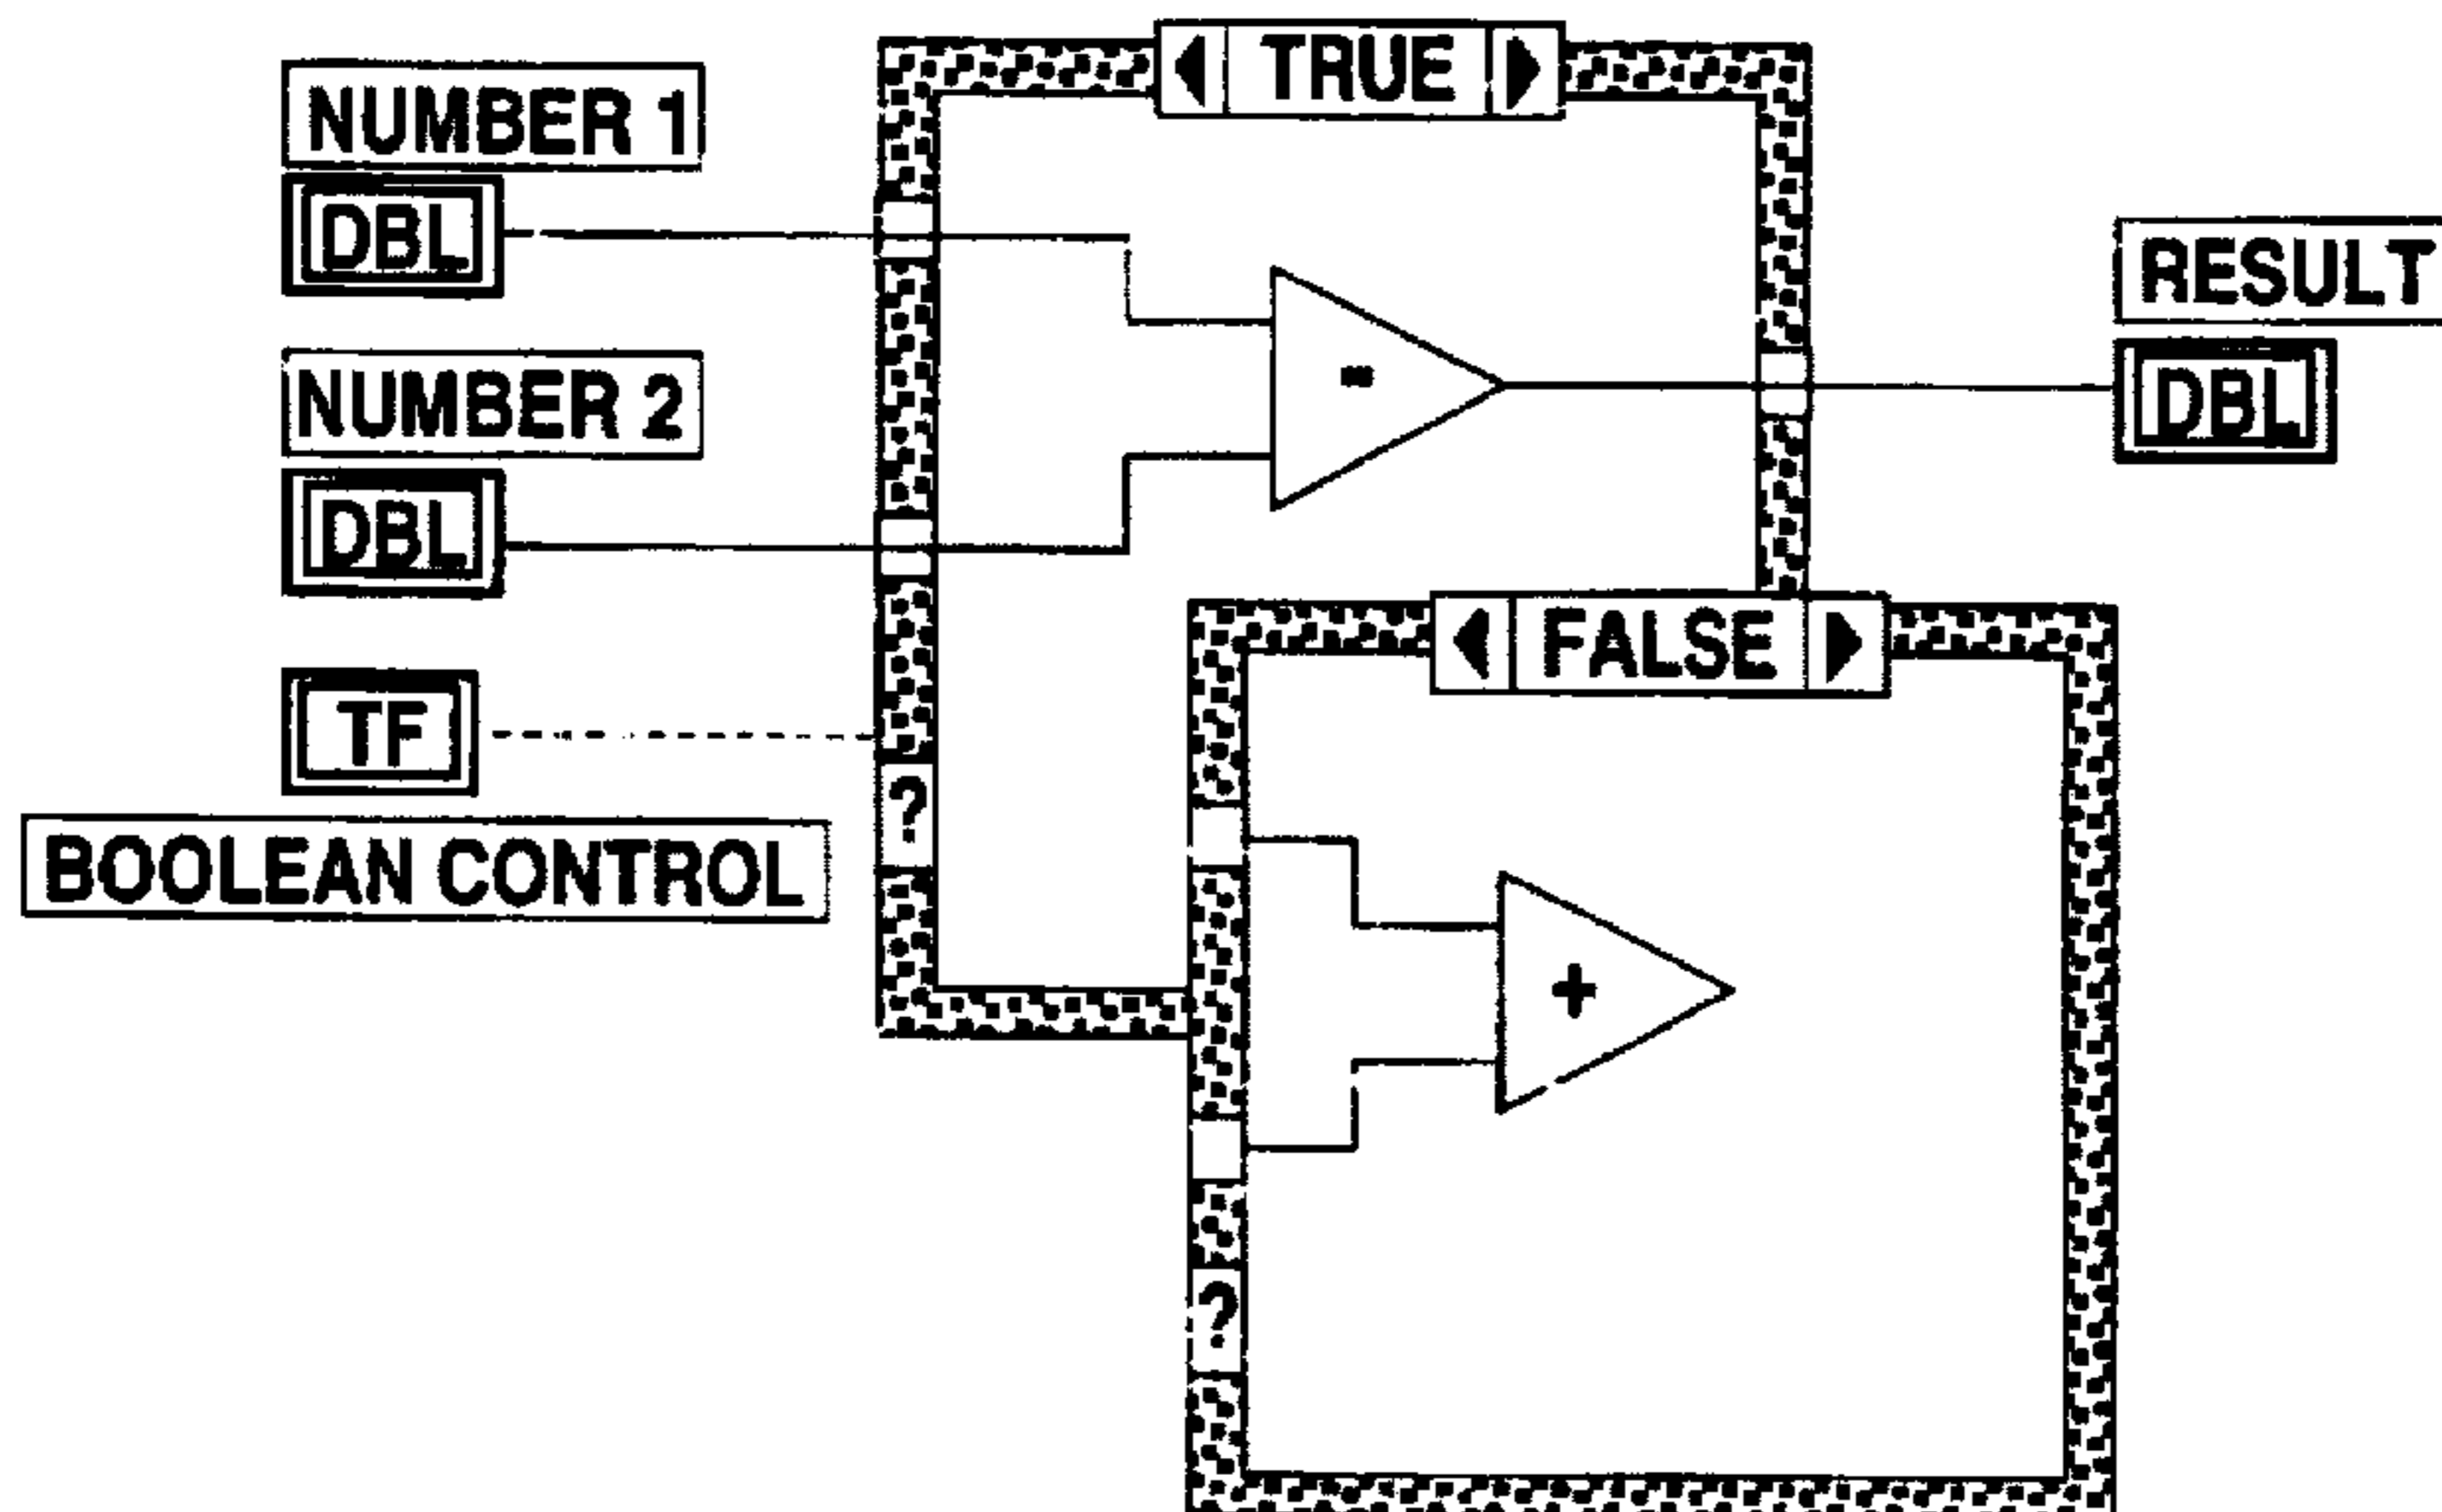 TRUE
NUMBER 1
DBL
NUMBER 2
DBL
-
RESULT
DBL
FALSE
TF
?
BOOLEAN CONTROL
+
?